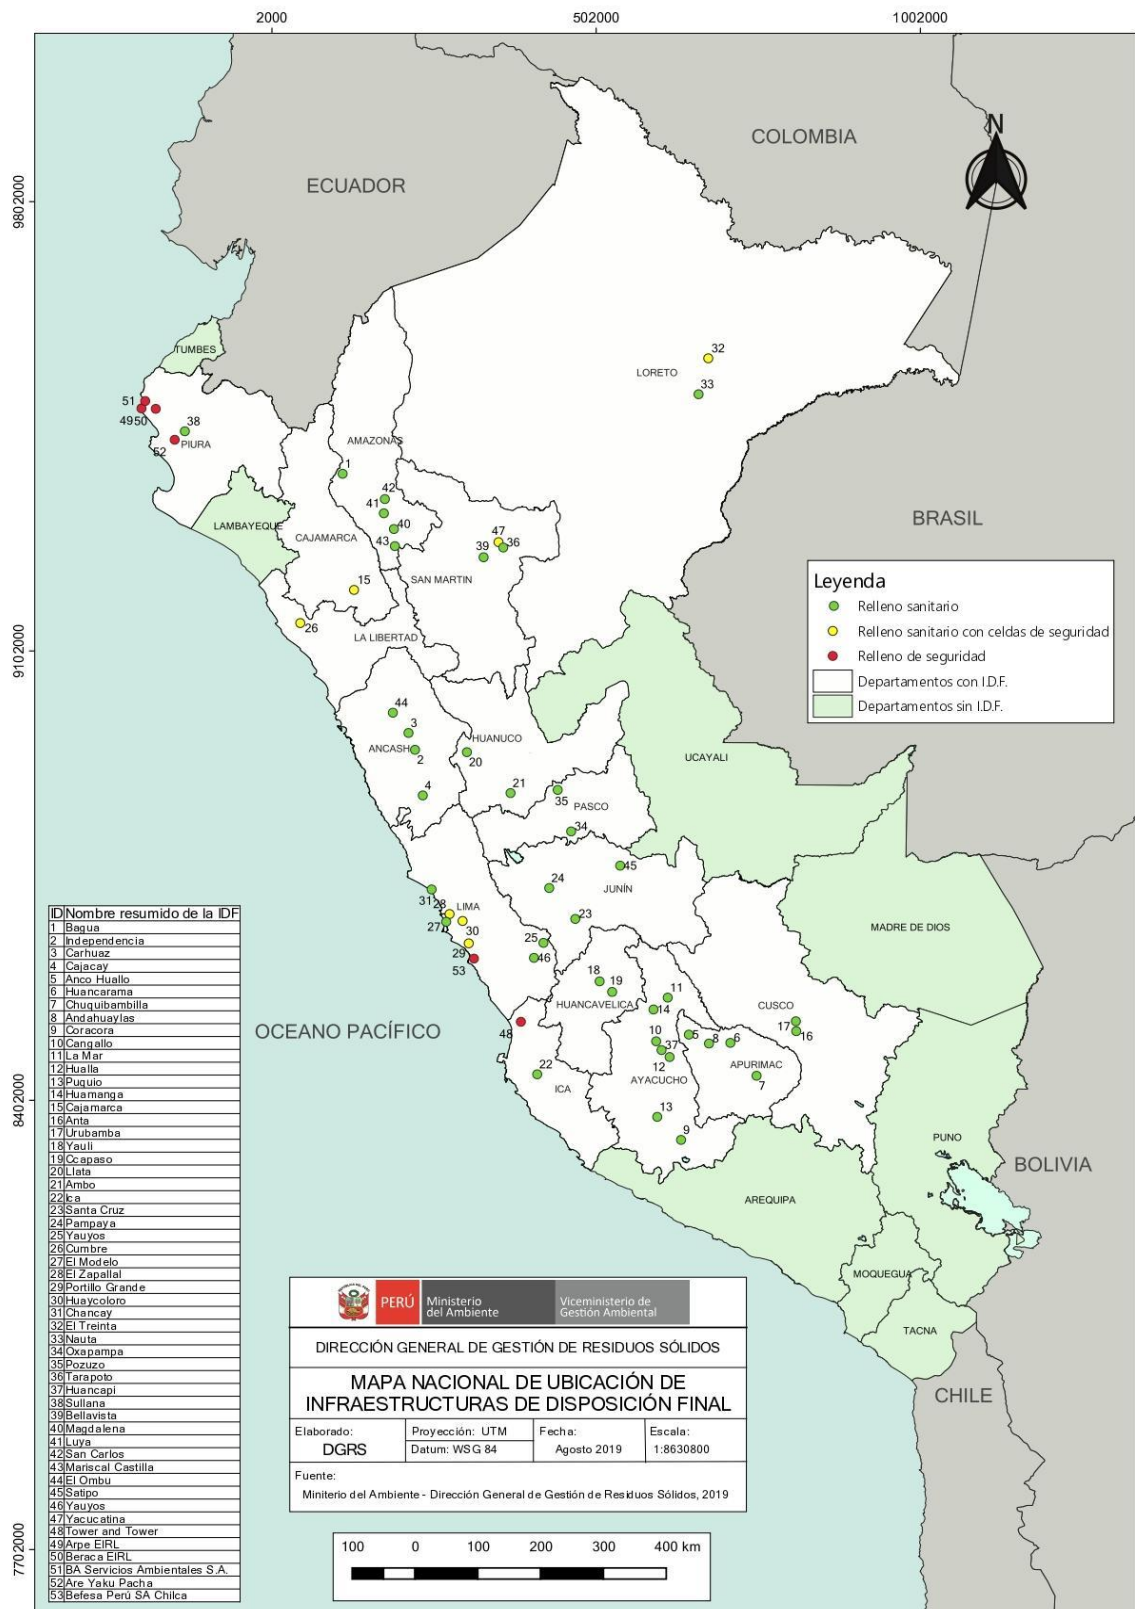 2000
502000
1002000
9802000
9102000
8402000
7702000
N
COLOMBIA
ECUADOR
BRASIL
BOLIVIA
CHILE
OCEANO PACÍFICO
TUMBES
PIURA
LORETO
AMAZONAS
LAMBAYEQUE
CAJAMARCA
SAN MARTIN
LA LIBERTAD
ANCASH
HUANUCO
UCAYALI
PASCO
JUNÍN
LIMA
MADRE DE DIOS
HUANCAVELICA
CUSCO
ICA
AYACUCHO
APURIMAC
PUNO
AREQUIPA
MOQUEGUA
TACNA
32
33
51
49
50
38
52
1
42
41
40
43
47
36
39
15
26
44
3
2
4
20
21
35
34
45
24
23
31
28
27
30
29
53
25
46
18
19
11
14
17
16
48
22
10
37
12
5
8
6
7
13
9
Leyenda
Relleno sanitario
Relleno sanitario con celdas de seguridad
Relleno de seguridad
Departamentos con I.D.F.
Departamentos sin I.D.F.
ID Nombre resumido de la IDF
1 Bagua
2 Independencia
3 Carhuaz
4 Cajacay
5 Anco Huallo
6 Huancarama
7 Chuquibambilla
8 Andahuaylas
9 Coracora
10 Cangallo
11 La Mar
12 Hualla
13 Puquio
14 Huamanga
15 Cajamarca
16 Anta
17 Urubamba
18 Yauli
19 Ccapaso
20 Llata
21 Ambo
22 Ica
23 Santa Cruz
24 Pampaya
25 Yauyos
26 Cumbre
27 El Modelo
28 El Zapallal
29 Portillo Grande
30 Huaycoloro
31 Chancay
32 El Treinta
33 Nauta
34 Oxapampa
35 Pozuzo
36 Tarapoto
37 Huancapi
38 Sullana
39 Bellavista
40 Magdalena
41 Luya
42 San Carlos
43 Mariscal Castilla
44 El Ombu
45 Satipo
46 Yauyos
47 Yacucatina
48 Tower and Tower
49 Arpe EIRL
50 Beraca EIRL
51 BA Servicios Ambientales S.A.
52 Are Yaku Pacha
53 Befesa Perú SA Chilca
PERÚ
Ministerio del Ambiente
Viceministerio de Gestión Ambiental
DIRECCIÓN GENERAL DE GESTIÓN DE RESIDUOS SÓLIDOS
MAPA NACIONAL DE UBICACIÓN DE
INFRAESTRUCTURAS DE DISPOSICIÓN FINAL
Elaborado:
DGRS
Proyección: UTM
Datum: WSG 84
Fecha:
Agosto 2019
Escala:
1:8630800
Fuente:
Miniterio del Ambiente - Dirección General de Gestión de Residuos Sólidos, 2019
100 0 100 200 300 400 km